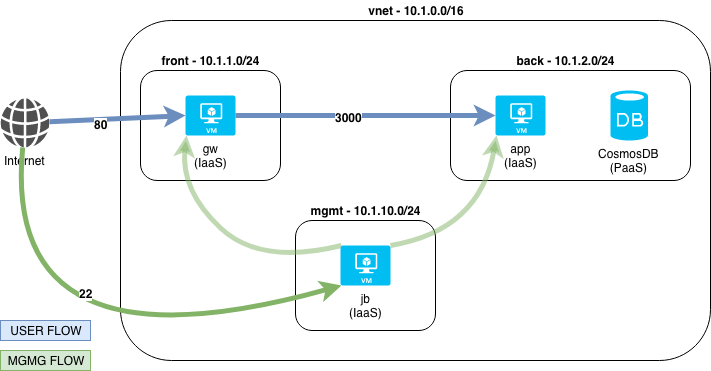 vnet - 10.1.0.0/16
front - 10.1.1.0/24
back - 10.1.2.0/24
VM
gw
(IaaS)
VM
app
(IaaS)
DB
CosmosDB
(PaaS)
80
3000
Internet
mgmt - 10.1.10.0/24
VM
jb
(IaaS)
22
USER FLOW
MGMG FLOW